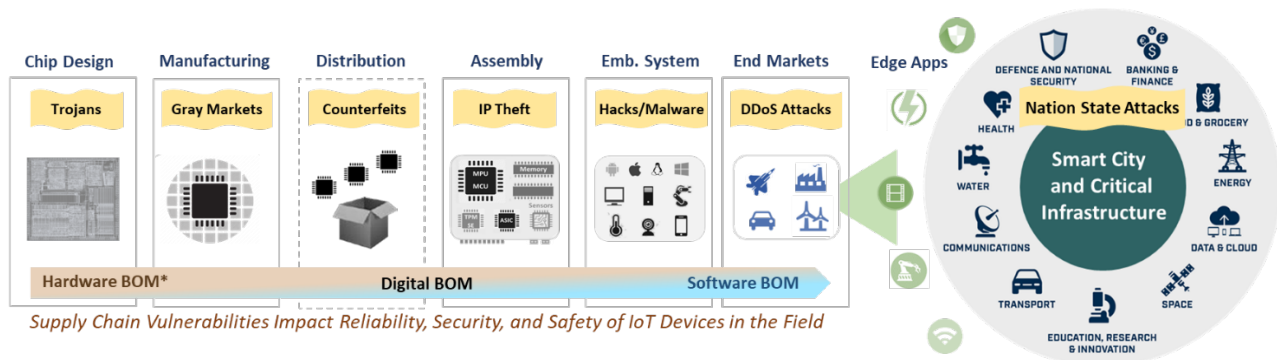 Chip Design
Manufacturing
Distribution
Assembly
Emb. System
End Markets
Edge Apps
Trojans
Gray Markets
Counterfeits
IP Theft
Hacks/Malware
DDoS Attacks
MPU
MCU
Memory
Sensors
TPM
ASIC
Hardware BOM*
Digital BOM
Software BOM
Supply Chain Vulnerabilities Impact Reliability, Security, and Safety of IoT Devices in the Field
DEFENCE AND NATIONAL
SECURITY
BANKING &
FINANCE
Nation State Attacks
& GROCERY
HEALTH
Smart City
and Critical
Infrastructure
WATER
ENERGY
COMMUNICATIONS
DATA & CLOUD
TRANSPORT
SPACE
EDUCATION, RESEARCH
& INNOVATION